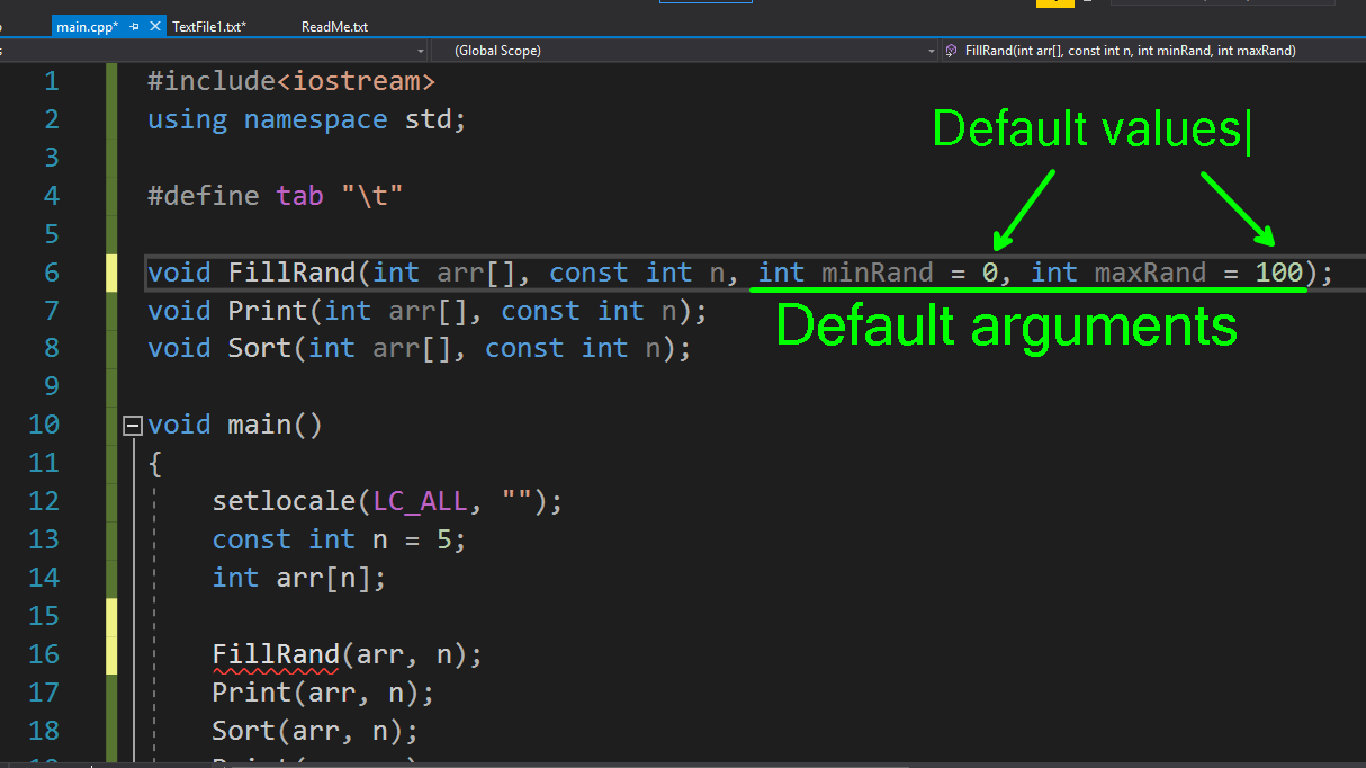 main.cpp* TextFile1.txt* ReadMe.txt
(Global Scope) FillRand(int arr[], const int n, int minRand, int maxRand)
1 #include<iostream>
2 using namespace std;
3
4 #define tab "\t"
5
Default values
6 void FillRand(int arr[], const int n, int minRand = 0, int maxRand = 100);
7 void Print(int arr[], const int n);
Default arguments
8 void Sort(int arr[], const int n);
9
10 void main()
11 {
12 setlocale(LC_ALL, "");
13 const int n = 5;
14 int arr[n];
15
16 FillRand(arr, n);
17 Print(arr, n);
18 Sort(arr, n);